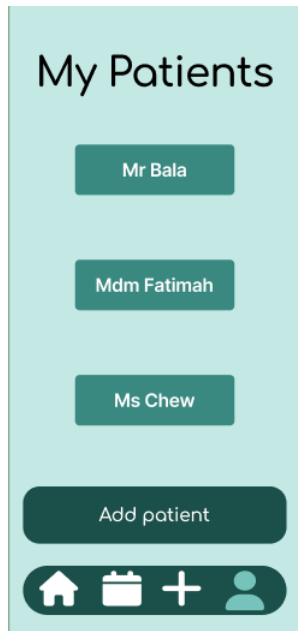 My Patients
Mr Bala
Mdm Fatimah
Ms Chew
Add patient